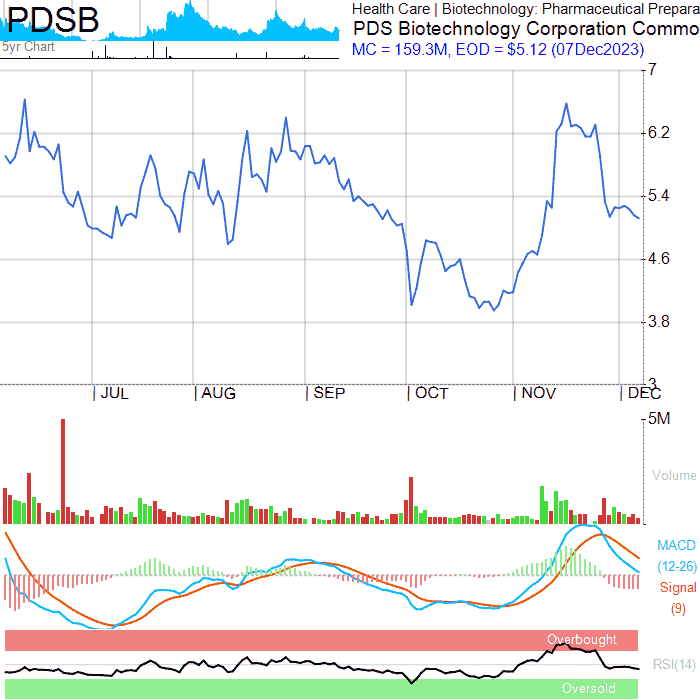 PDSB
5yr Chart
Health Care | Biotechnology: Pharmaceutical Prepara
PDS Biotechnology Corporation Commo
MC = 159.3M, EOD = $5.12 (07Dec2023)
7
6.2
5.4
4.6
3.8
3
JUL AUG SEP OCT NOV DEC
5M
Volume
MACD
(12-26)
Signal
(9)
Overbought
RSI(14)
Oversold